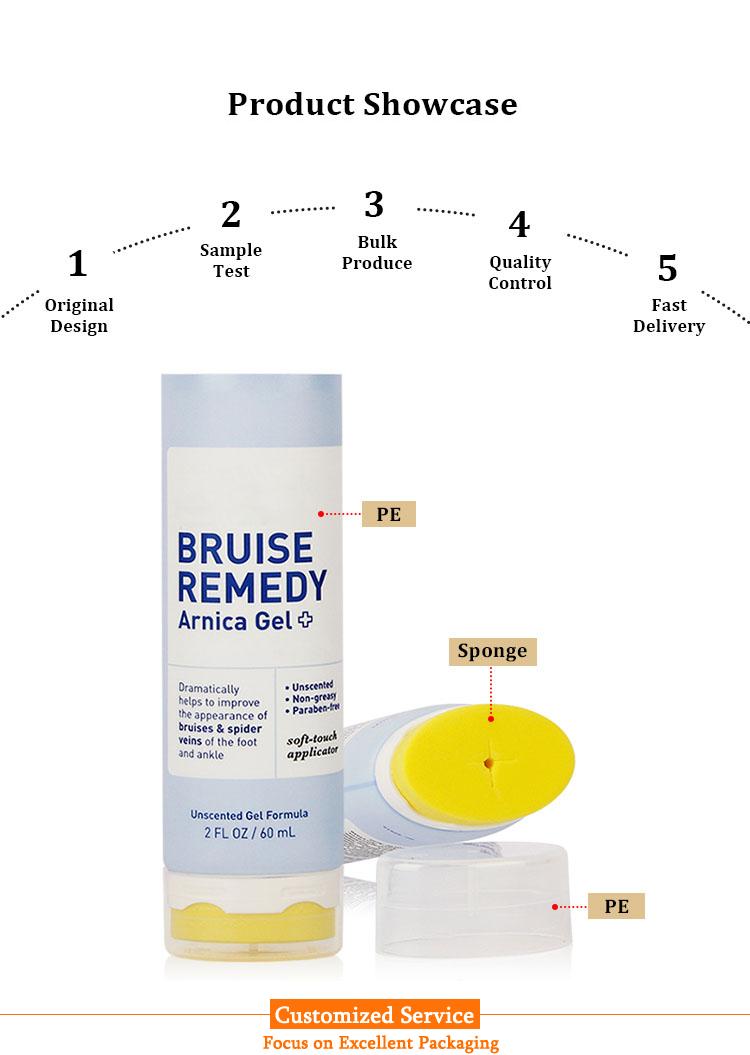 Product Showcase
1
Original
Design
2
Sample
Test
3
Bulk
Produce
4
Quality
Control
5
Fast
Delivery
PE
BRUISE
REMEDY
Arnica Gel
Dramatically
helps to improve
the appearance of
bruises & spider
veins of the foot
and ankle
• Unscented
• Non-greasy
• Paraben-free
soft-touch
applicator
Unscented Gel Formula
2 FL OZ / 60 mL
Sponge
PE
Customized Service
Focus on Excellent Packaging